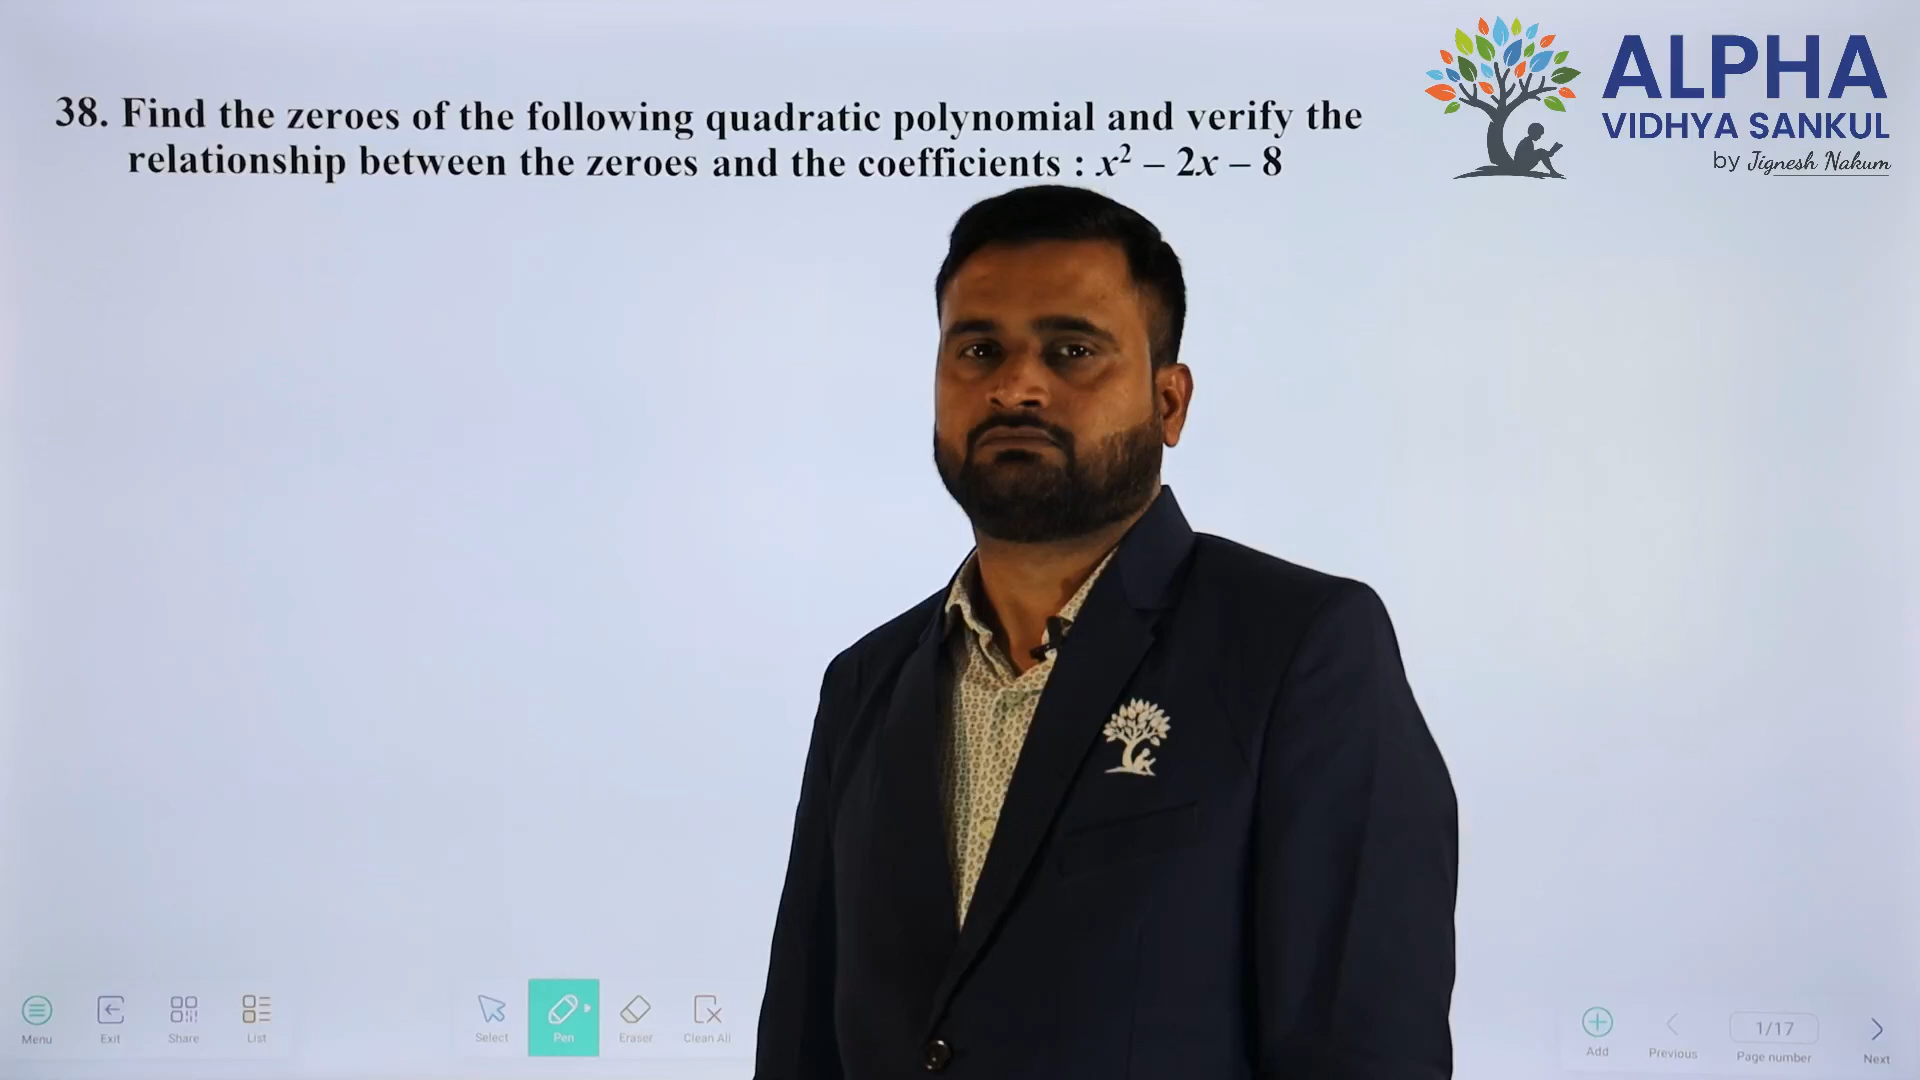 38. Find the zeroes of the following quadratic polynomial and verify the
relationship between the zeroes and the coefficients : x² – 2x – 8
ALPHA
VIDHYA SANKUL
by Jignesh Nakum
Menu
Exit
Share
List
Select
Pen
Eraser
Clean All
Add
Previous
1/17
Page number
Next